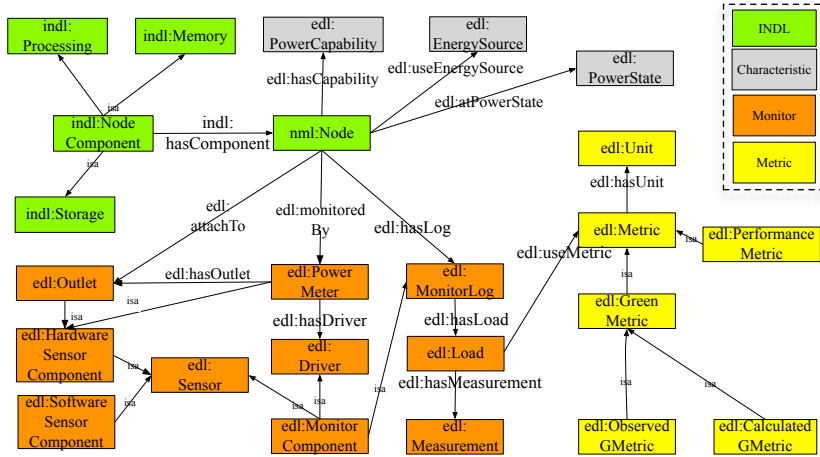 indl:
Processing
indl:Memory
edl:
PowerCapability
edl:
EnergySource
edl:
PowerState
INDL
Characteristic
Monitor
Metric
edl:hasCapability
edl:useEnergySource
edl:atPowerState
isa
indl:Node
Component
indl:
hasComponent
nml:Node
isa
indl:Storage
edl:Unit
edl:hasUnit
edl:
attachTo
edl:monitored
By
edl:hasLog
edl:Metric
isa
edl:Performance
Metric
edl:useMetric
edl:Outlet
edl:hasOutlet
edl:Power
Meter
edl:
MonitorLog
isa
isa
isa
edl:Green
Metric
edl:hasDriver
edl:hasLoad
edl:Hardware
Sensor
Component
isa
edl:
Sensor
edl:
Driver
edl:Load
edl:hasMeasurement
isa
isa
isa
isa
isa
isa
edl:Software
Sensor
Component
edl:Monitor
Component
edl:
Measurement
edl:Observed
GMetric
edl:Calculated
GMetric